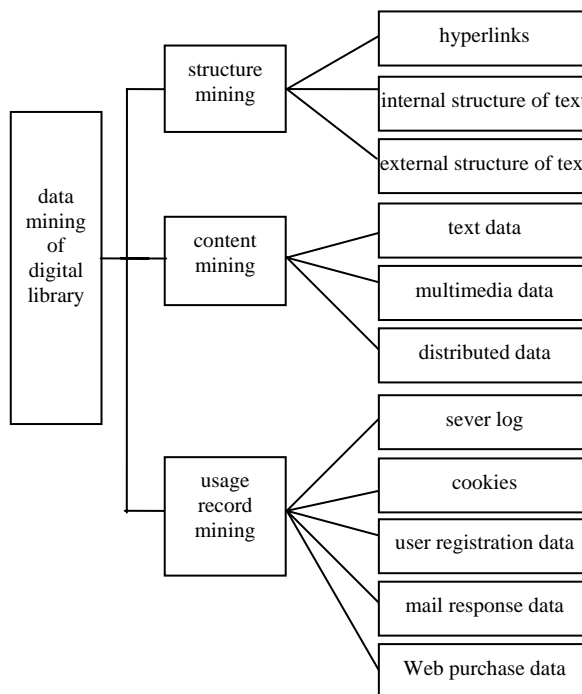 data
mining
of
digital
library
structure
mining
hyperlinks
internal structure of text
external structure of tex
content
mining
text data
multimedia data
distributed data
usage
record
mining
sever log
cookies
user registration data
mail response data
Web purchase data